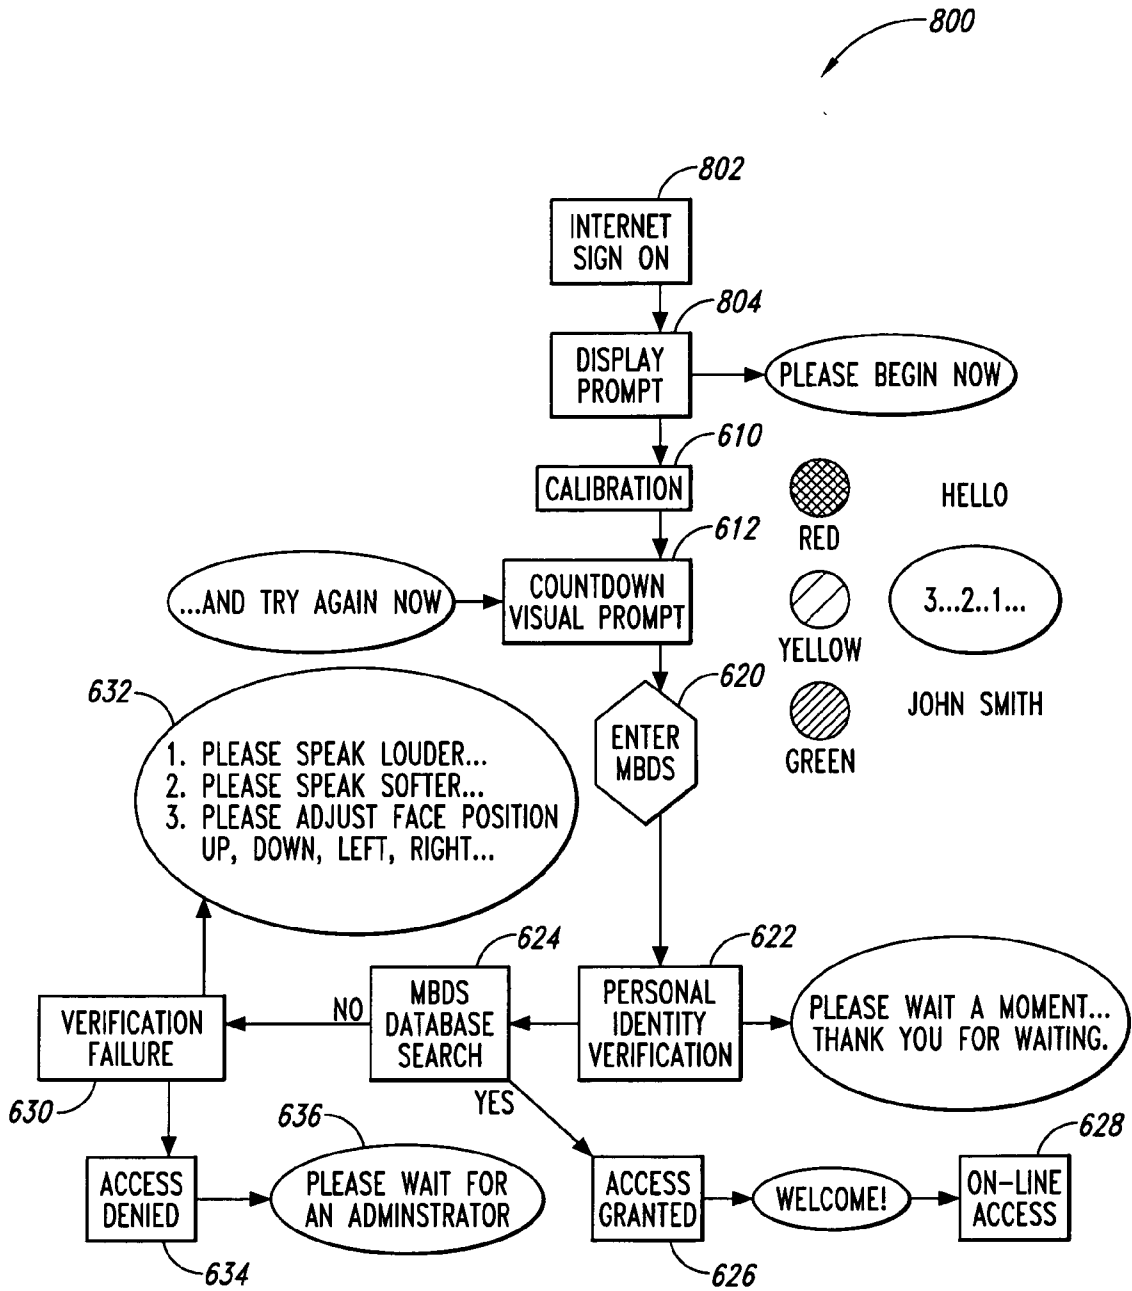 800
802
INTERNET
SIGN ON
804
DISPLAY
PROMPT
PLEASE BEGIN NOW
610
CALIBRATION
RED
HELLO
612
...AND TRY AGAIN NOW
COUNTDOWN
VISUAL PROMPT
3...2..1...
YELLOW
632
620
1. PLEASE SPEAK LOUDER...
2. PLEASE SPEAK SOFTER...
3. PLEASE ADJUST FACE POSITION
UP, DOWN, LEFT, RIGHT...
ENTER
MBDS
JOHN SMITH
GREEN
624
622
VERIFICATION
FAILURE
NO
MBDS
DATABASE
SEARCH
PERSONAL
IDENTITY
VERIFICATION
PLEASE WAIT A MOMENT...
THANK YOU FOR WAITING.
YES
630
636
628
ACCESS
DENIED
PLEASE WAIT FOR
AN ADMINSTRATOR
ACCESS
GRANTED
WELCOME!
ON-LINE
ACCESS
634
626